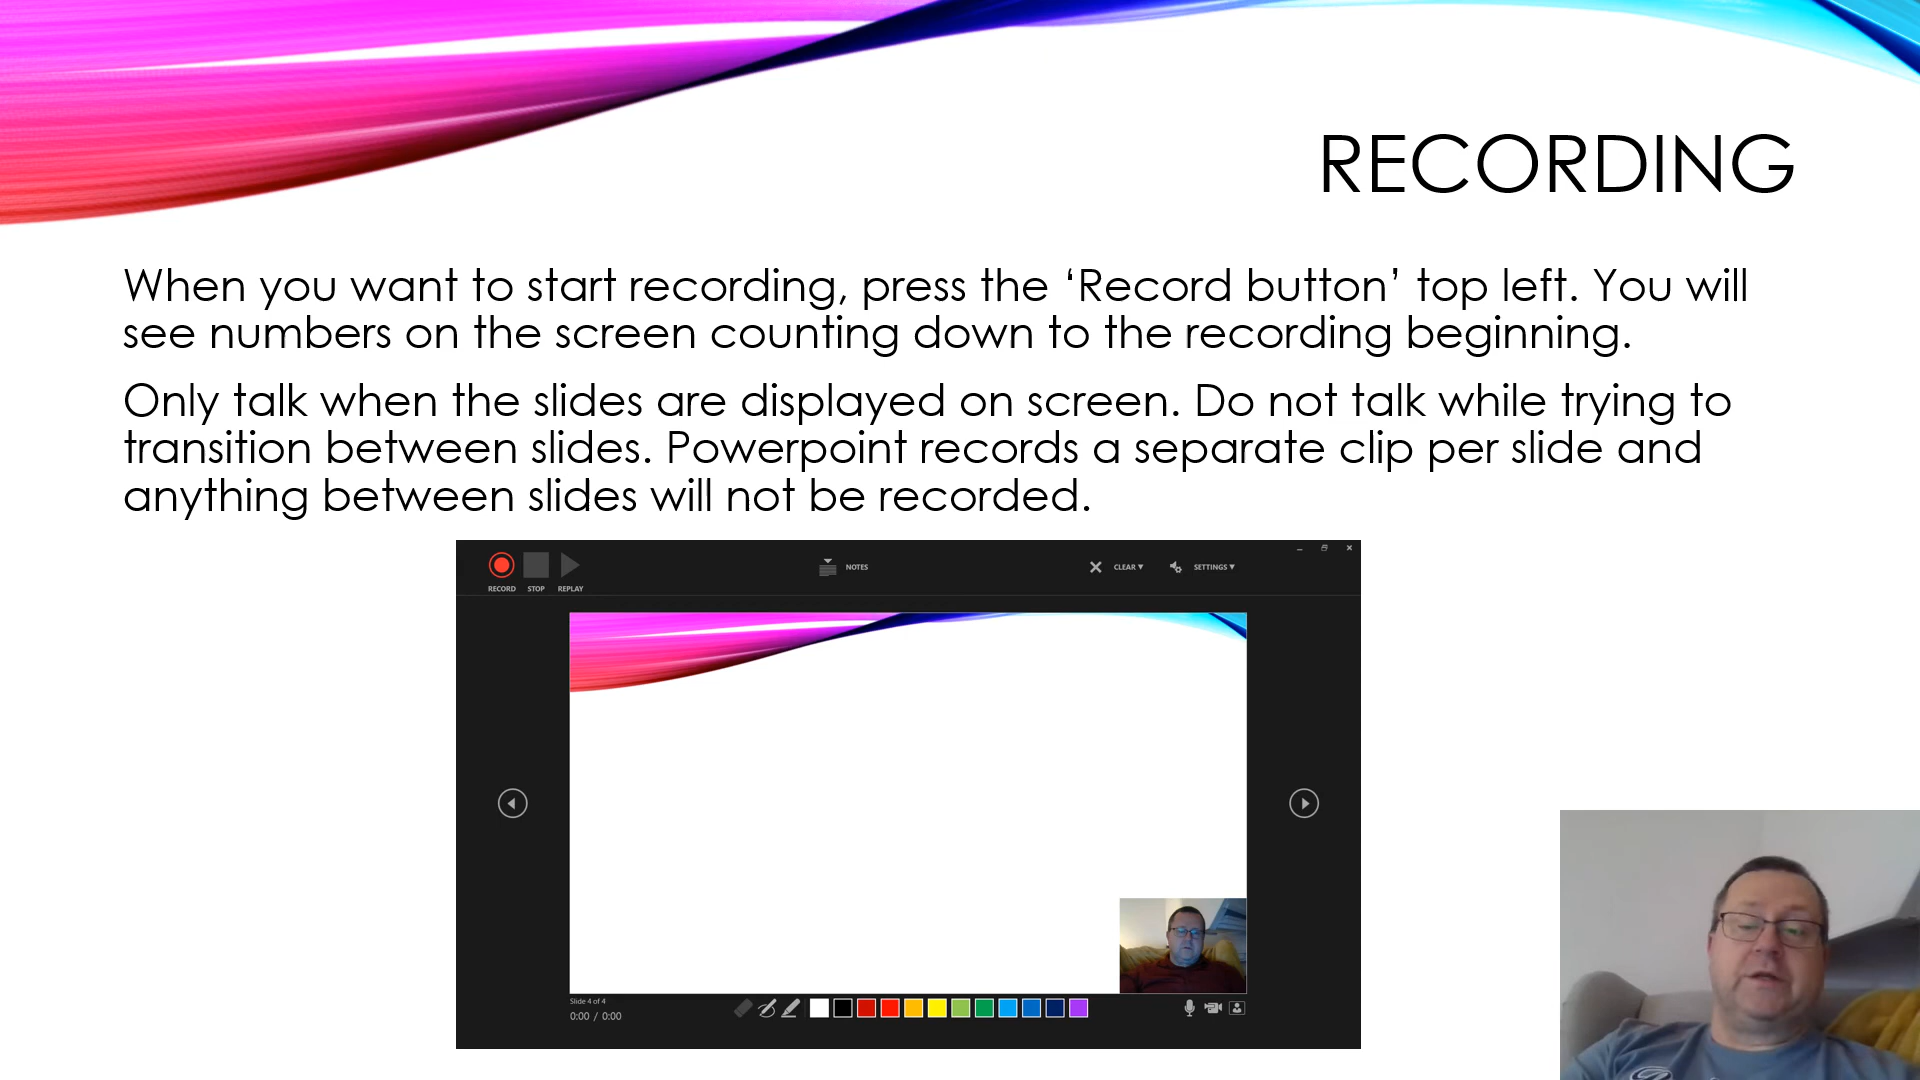 RECORDING
When you want to start recording, press the ‘Record button’ top left. You will
see numbers on the screen counting down to the recording beginning.
Only talk when the slides are displayed on screen. Do not talk while trying to
transition between slides. Powerpoint records a separate clip per slide and
anything between slides will not be recorded.
RECORD STOP REPLAY
NOTES
CLEAR
SETTINGS
Slide 4 of 4
0:00 / 0:00